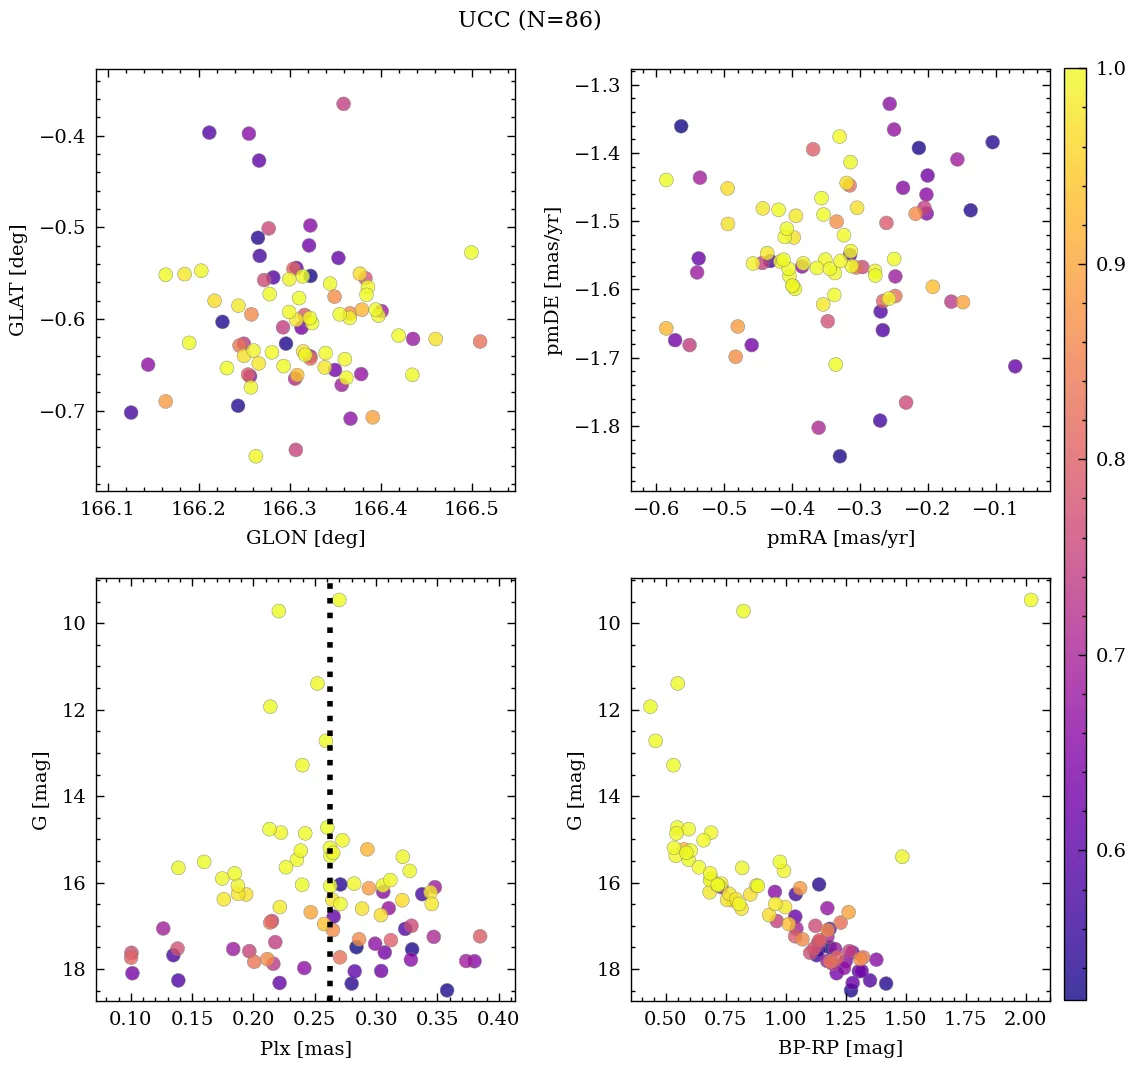 UCC (N=86)
−0.4
−0.5
−0.6
−0.7
GLAT [deg]
166.1 166.2 166.3 166.4 166.5
GLON [deg]
−1.3
−1.4
−1.5
−1.6
−1.7
−1.8
pmDE [mas/yr]
−0.6 −0.5 −0.4 −0.3 −0.2 −0.1
pmRA [mas/yr]
1.0
0.9
0.8
0.7
0.6
10
12
14
16
18
G [mag]
0.10 0.15 0.20 0.25 0.30 0.35 0.40
Plx [mas]
10
12
14
16
18
G [mag]
0.50 0.75 1.00 1.25 1.50 1.75 2.00
BP-RP [mag]